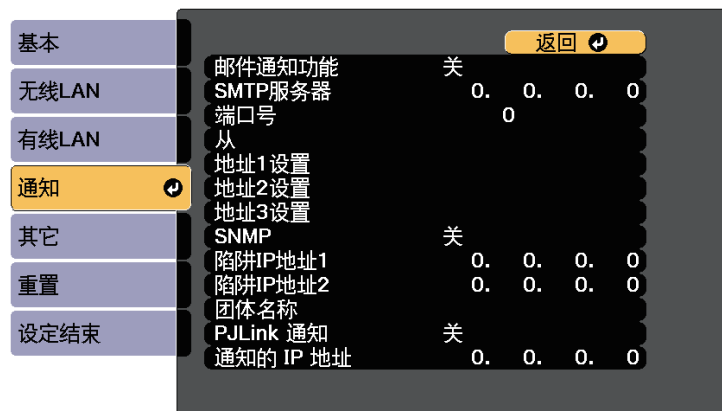 基本
无线LAN
有线LAN
通知
其它
重置
设定结束
返回
邮件通知功能 关
SMTP服务器 0. 0. 0. 0
端口号 0
从
地址1设置
地址2设置
地址3设置
SNMP 关
陷阱IP地址1 0. 0. 0. 0
陷阱IP地址2 0. 0. 0. 0
团体名称
PJLink 通知 关
通知的 IP 地址 0. 0. 0. 0